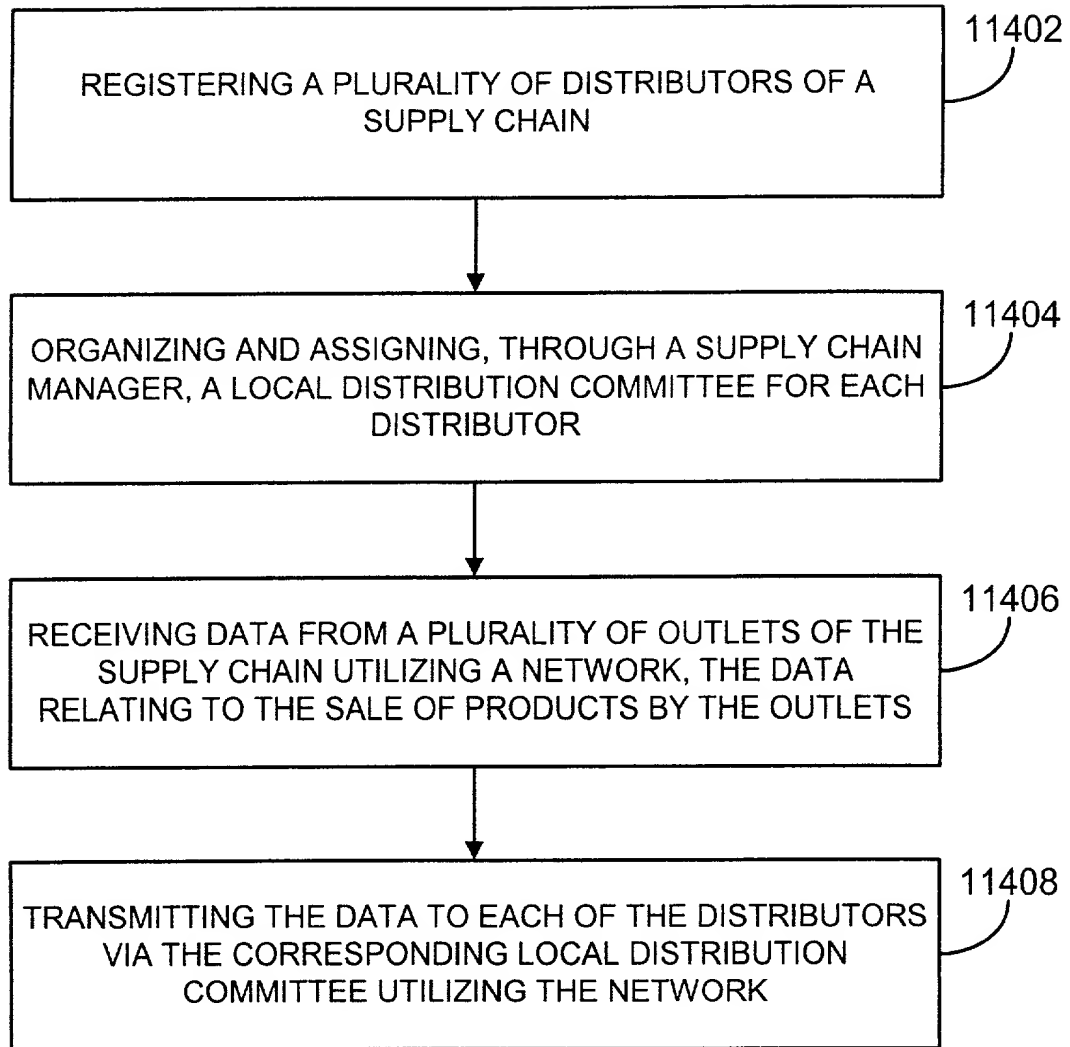 11402
REGISTERING A PLURALITY OF DISTRIBUTORS OF A
SUPPLY CHAIN
11404
ORGANIZING AND ASSIGNING, THROUGH A SUPPLY CHAIN
MANAGER, A LOCAL DISTRIBUTION COMMITTEE FOR EACH
DISTRIBUTOR
11406
RECEIVING DATA FROM A PLURALITY OF OUTLETS OF THE
SUPPLY CHAIN UTILIZING A NETWORK, THE DATA
RELATING TO THE SALE OF PRODUCTS BY THE OUTLETS
11408
TRANSMITTING THE DATA TO EACH OF THE DISTRIBUTORS
VIA THE CORRESPONDING LOCAL DISTRIBUTION
COMMITTEE UTILIZING THE NETWORK